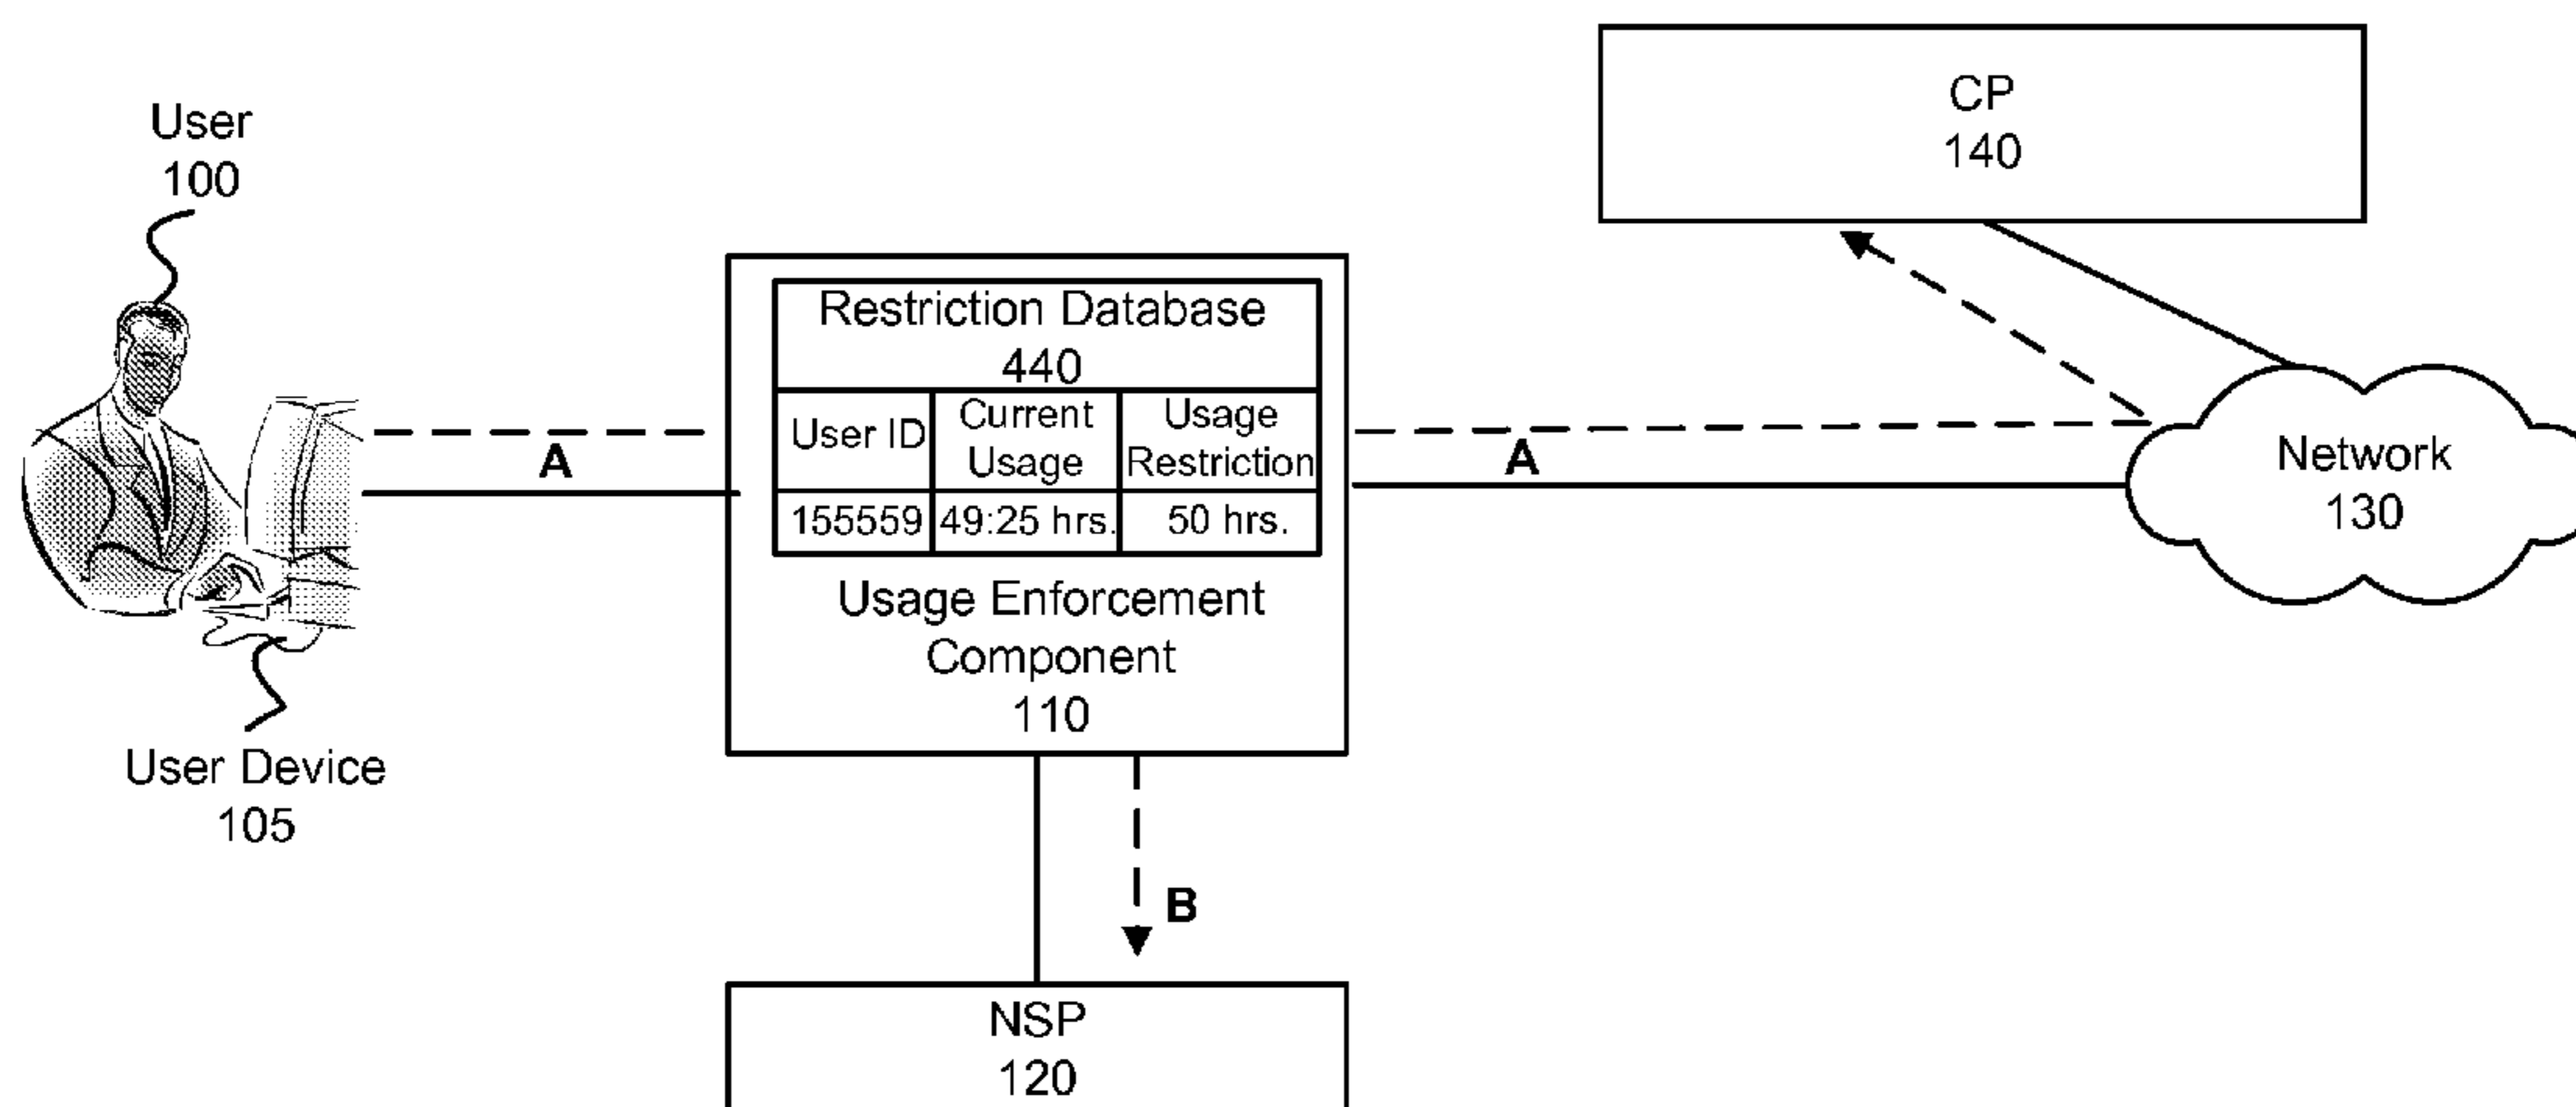 User
100
CP
140
Restriction Database
440
User ID
Current
Usage
Usage
Restriction
155559
49:25 hrs.
50 hrs.
A
A
Network
130
Usage Enforcement
Component
110
User Device
105
B
NSP
120